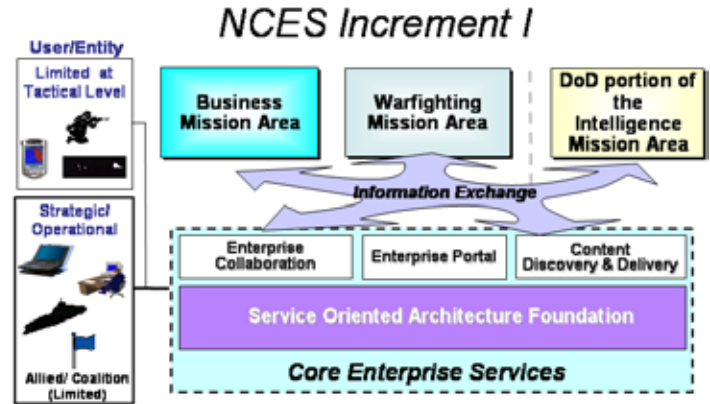 NCES Increment I
User/Entity
Limited at
Tactical Level
Strategic/
Operational
Allied/ Coalition
(Limited)
Business
Mission Area
Warfighting
Mission Area
DoD portion of
the
Intelligence
Mission Area
Information Exchange
Enterprise
Collaboration
Enterprise Portal
Content
Discovery & Delivery
Service Oriented Architecture Foundation
Core Enterprise Services